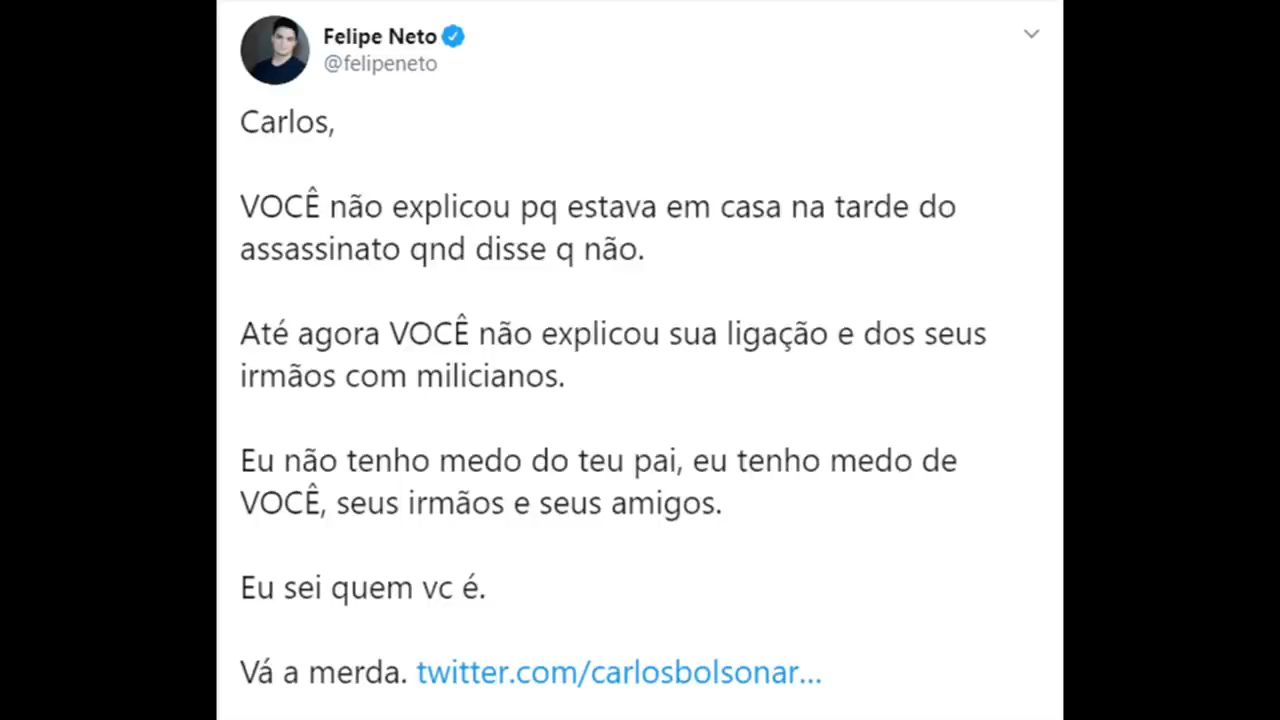 Felipe Neto
@felipeneto
Carlos,
VOCÊ não explicou pq estava em casa na tarde do
assassinato qnd disse q não.
Até agora VOCÊ não explicou sua ligação e dos seus
irmãos com milicianos.
Eu não tenho medo do teu pai, eu tenho medo de
VOCÊ, seus irmãos e seus amigos.
Eu sei quem vc é.
Vá a merda. twitter.com/carlosbolsonar...